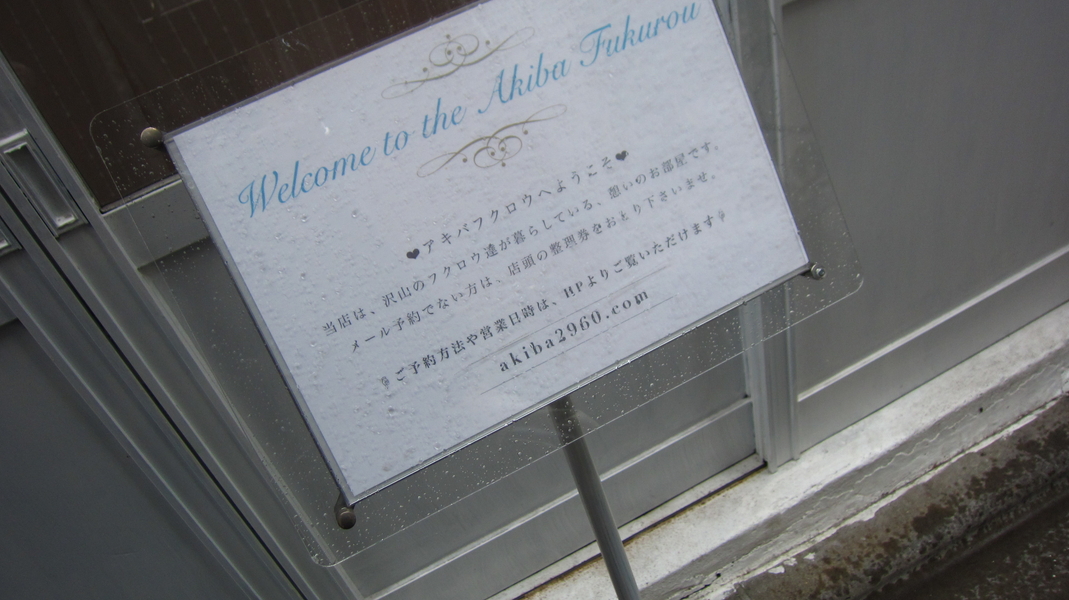 Welcome to the Akiba Fukurou
❤アキバフクロウへようこそ❤
当店は、沢山のフクロウ達が暮らしている、憩いのお部屋です。
メール予約でない方は、店頭の整理券をおとり下さいませ。
ご予約方法や営業日時は、HPよりご覧いただけます
akiba2960.com